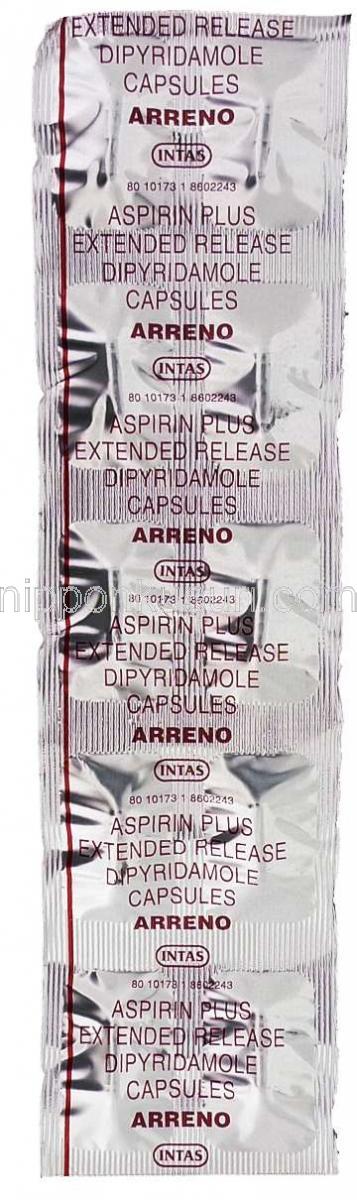 EXTENDED RELEASE
DIPYRIDAMOLE
CAPSULES
ARRENO
INTAS
80 10173 1 8602243
ASPIRIN PLUS
EXTENDED RELEASE
DIPYRIDAMOLE
CAPSULES
ARRENO
INTAS
80 10173 1 8602243
ASPIRIN PLUS
EXTENDED RELEASE
DIPYRIDAMOLE
CAPSULES
ARRENO
INTAS
80 10173 1 8602243
ASPIRIN PLUS
EXTENDED RELEASE
DIPYRIDAMOLE
CAPSULES
ARRENO
INTAS
80 10173 1 8602243
ASPIRIN PLUS
EXTENDED RELEASE
DIPYRIDAMOLE
CAPSULES
ARRENO
INTAS
80 10173 1 8602243
ASPIRIN PLUS
EXTENDED RELEASE
DIPYRIDAMOLE
CAPSULES
ARRENO
INTAS